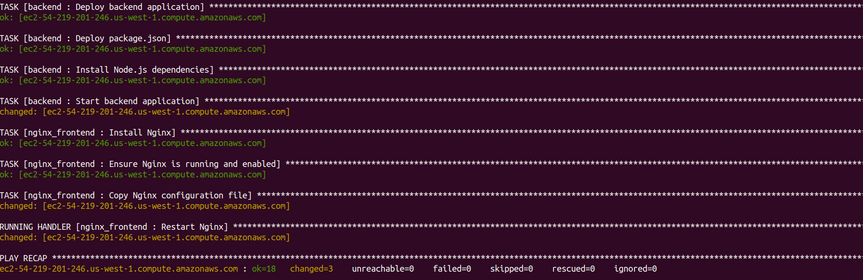 TASK [backend : Deploy backend application] ******************************************************************************************************************************************
ok: [ec2-54-219-201-246.us-west-1.compute.amazonaws.com]
TASK [backend : Deploy package.json] *************************************************************************************************************************************************
ok: [ec2-54-219-201-246.us-west-1.compute.amazonaws.com]
TASK [backend : Install Node.js dependencies] ****************************************************************************************************************************************
ok: [ec2-54-219-201-246.us-west-1.compute.amazonaws.com]
TASK [backend : Start backend application] *******************************************************************************************************************************************
changed: [ec2-54-219-201-246.us-west-1.compute.amazonaws.com]
TASK [nginx_frontend : Install Nginx] ************************************************************************************************************************************************
ok: [ec2-54-219-201-246.us-west-1.compute.amazonaws.com]
TASK [nginx_frontend : Ensure Nginx is running and enabled] **************************************************************************************************************************
ok: [ec2-54-219-201-246.us-west-1.compute.amazonaws.com]
TASK [nginx_frontend : Copy Nginx configuration file] ********************************************************************************************************************************
changed: [ec2-54-219-201-246.us-west-1.compute.amazonaws.com]
RUNNING HANDLER [nginx_frontend : Restart Nginx] *************************************************************************************************************************************
changed: [ec2-54-219-201-246.us-west-1.compute.amazonaws.com]
PLAY RECAP ***************************************************************************************************************************************************************************
ec2-54-219-201-246.us-west-1.compute.amazonaws.com : ok=18 changed=3 unreachable=0 failed=0 skipped=0 rescued=0 ignored=0